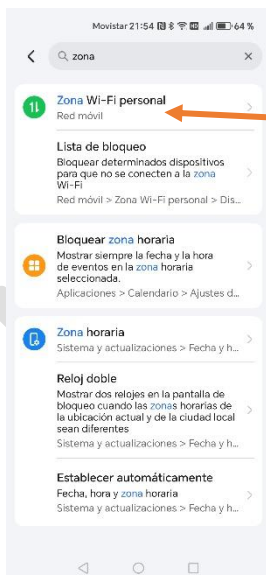 Movistar 21:54 64 %
zona
Zona Wi-Fi personal
Red móvil
Lista de bloqueo
Bloquear determinados dispositivos
para que no se conecten a la zona
Wi-Fi
Red móvil > Zona Wi-Fi personal > Dis...
Bloquear zona horaria
Mostrar siempre la fecha y la hora
de eventos en la zona horaria
seleccionada.
Aplicaciones > Calendario > Ajustes d...
Zona horaria
Sistema y actualizaciones > Fecha y h...
Reloj doble
Mostrar dos relojes en la pantalla de
bloqueo cuando las zonas horarias de
la ubicación actual y de la ciudad local
sean diferentes
Sistema y actualizaciones > Fecha y h...
Establecer automáticamente
Fecha, hora y zona horaria
Sistema y actualizaciones > Fecha y h...